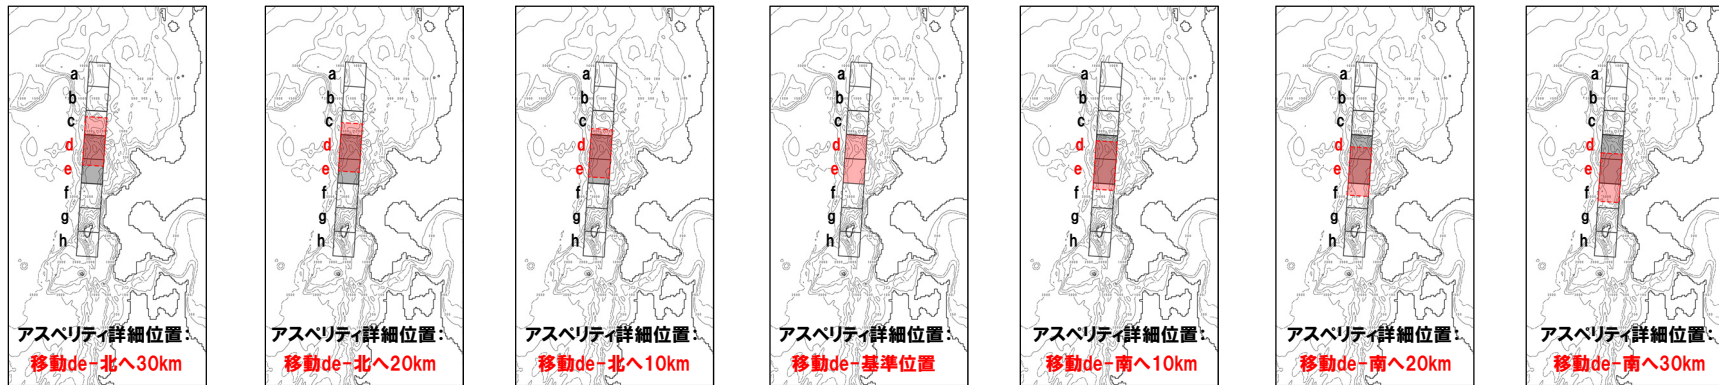 a
b
c
d
e
f
g
h
アスペリティ詳細位置:
移動de-北へ30km
a
b
c
d
e
f
g
h
アスペリティ詳細位置:
移動de-北へ20km
a
b
c
d
e
f
g
h
アスペリティ詳細位置:
移動de-北へ10km
a
b
c
d
e
f
g
h
アスペリティ詳細位置:
移動de-基準位置
a
b
c
d
e
f
g
h
アスペリティ詳細位置:
移動de-南へ10km
a
b
c
d
e
f
g
h
アスペリティ詳細位置:
移動de-南へ20km
a
b
c
d
e
f
g
h
アスペリティ詳細位置:
移動de-南へ30km